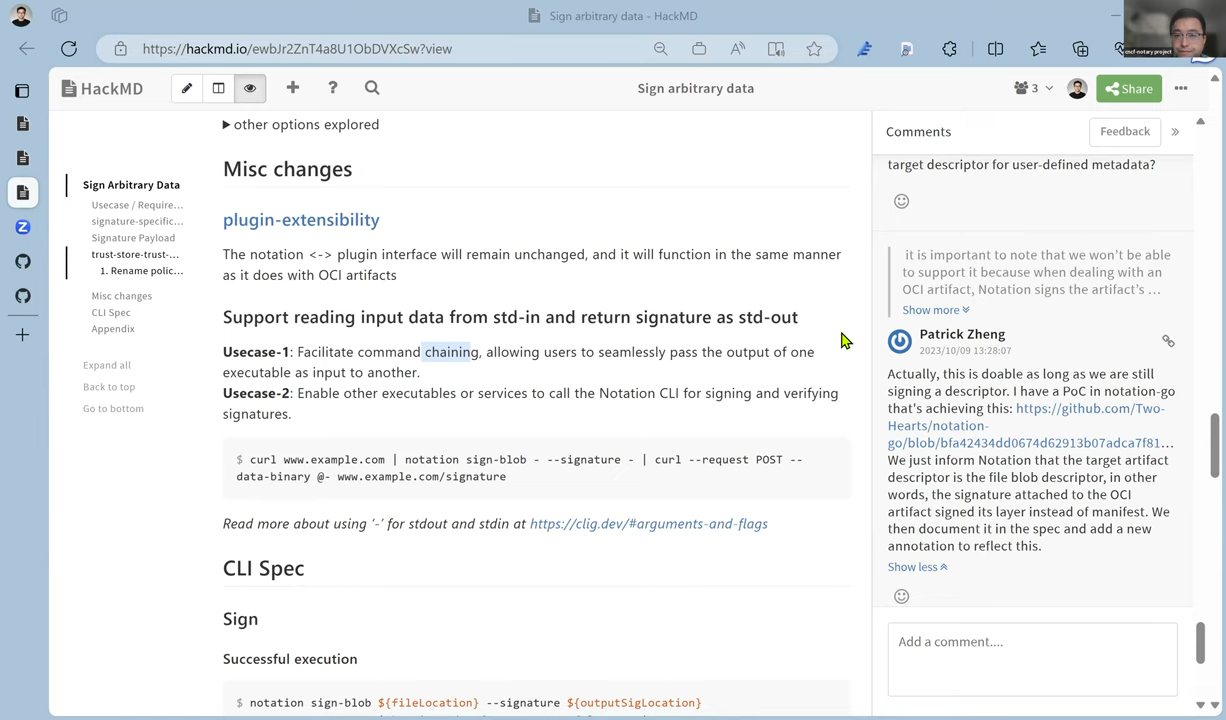 Sign arbitrary data - HackMD
https://hackmd.io/ewbJr2ZnT4a8U1ObDVXcSw?view
cncf-notary project
HackMD
Sign arbitrary data
3
Share
Sign Arbitrary Data
Usecase / Require…
signature-specific…
Signature Payload
trust-store-trust-…
1. Rename polic…
Misc changes
CLI Spec
Appendix
Expand all
Back to top
Go to bottom
other options explored
Misc changes
plugin-extensibility
The notation <-> plugin interface will remain unchanged, and it will function in the same manner
as it does with OCI artifacts
Support reading input data from std-in and return signature as std-out
Usecase-1: Facilitate command chaining, allowing users to seamlessly pass the output of one
executable as input to another.
Usecase-2: Enable other executables or services to call the Notation CLI for signing and verifying
signatures.
$ curl www.example.com | notation sign-blob - --signature - | curl --request POST --
data-binary @- www.example.com/signature
Read more about using '-' for stdout and stdin at https://clig.dev/#arguments-and-flags
CLI Spec
Sign
Successful execution
$ notation sign-blob ${fileLocation} --signature ${outputSigLocation}
Comments
Feedback
target descriptor for user-defined metadata?
it is important to note that we won't be able
to support it because when dealing with an
OCI artifact, Notation signs the artifact's …
Show more
Patrick Zheng
2023/10/09 13:28:07
Actually, this is doable as long as we are still
signing a descriptor. I have a PoC in notation-go
that's achieving this: https://github.com/Two-
Hearts/notation-
go/blob/bfa42434dd0674d62913b07adca7f81…
We just inform Notation that the target artifact
descriptor is the file blob descriptor, in other
words, the signature attached to the OCI
artifact signed its layer instead of manifest. We
then document it in the spec and add a new
annotation to reflect this.
Show less
Add a comment....